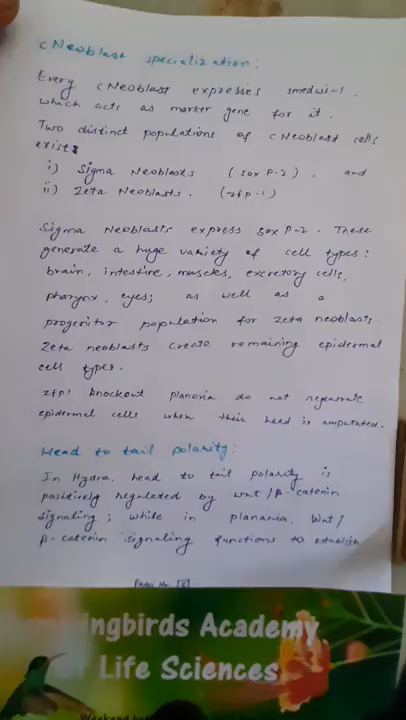 cNeoblast specialization:
Every cNeoblast expresses smedwi-1,
which acts as marker gene for it.
Two distinct populations of cNeoblast cells
exist:
i) Sigma Neoblasts (sox P-2), and
ii) Zeta Neoblasts. (zfp-1)
Sigma Neoblasts express sox P-2. These
generate a huge variety of cell types:
brain, intestine, muscles, excretory cells,
pharynx, eyes; as well as a
progenitor population for zeta neoblasts.
Zeta neoblasts create remaining epidermal
cell types.
zfp1 knockout planaria do not regenerate
epidermal cells when their head is amputated.
Head to tail polarity:
In Hydra, head to tail polarity is
positively regulated by wnt/β-catenin
signaling; while in planaria, Wnt/
β-catenin signaling functions to establish
Page No.
ingbirds Academy
Life Sciences